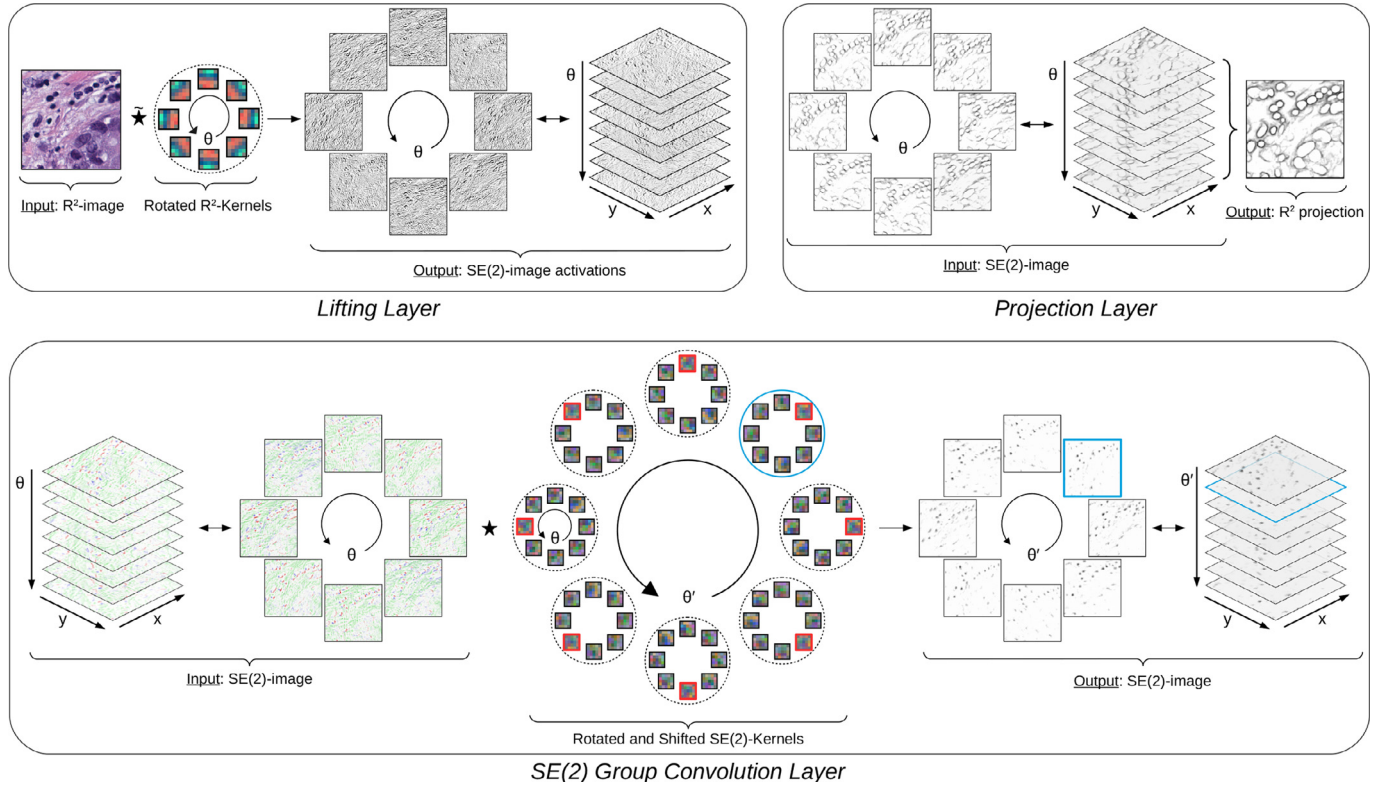 θ
θ
θ
y
x
Input: R²-image
Rotated R²-Kernels
Output: SE(2)-image activations
Lifting Layer
θ
θ
y
x
Input: SE(2)-image
Output: R² projection
Projection Layer
θ
y
x
θ
Input: SE(2)-image
θ
θ′
Rotated and Shifted SE(2)-Kernels
θ′
θ′
y
x
Output: SE(2)-image
SE(2) Group Convolution Layer